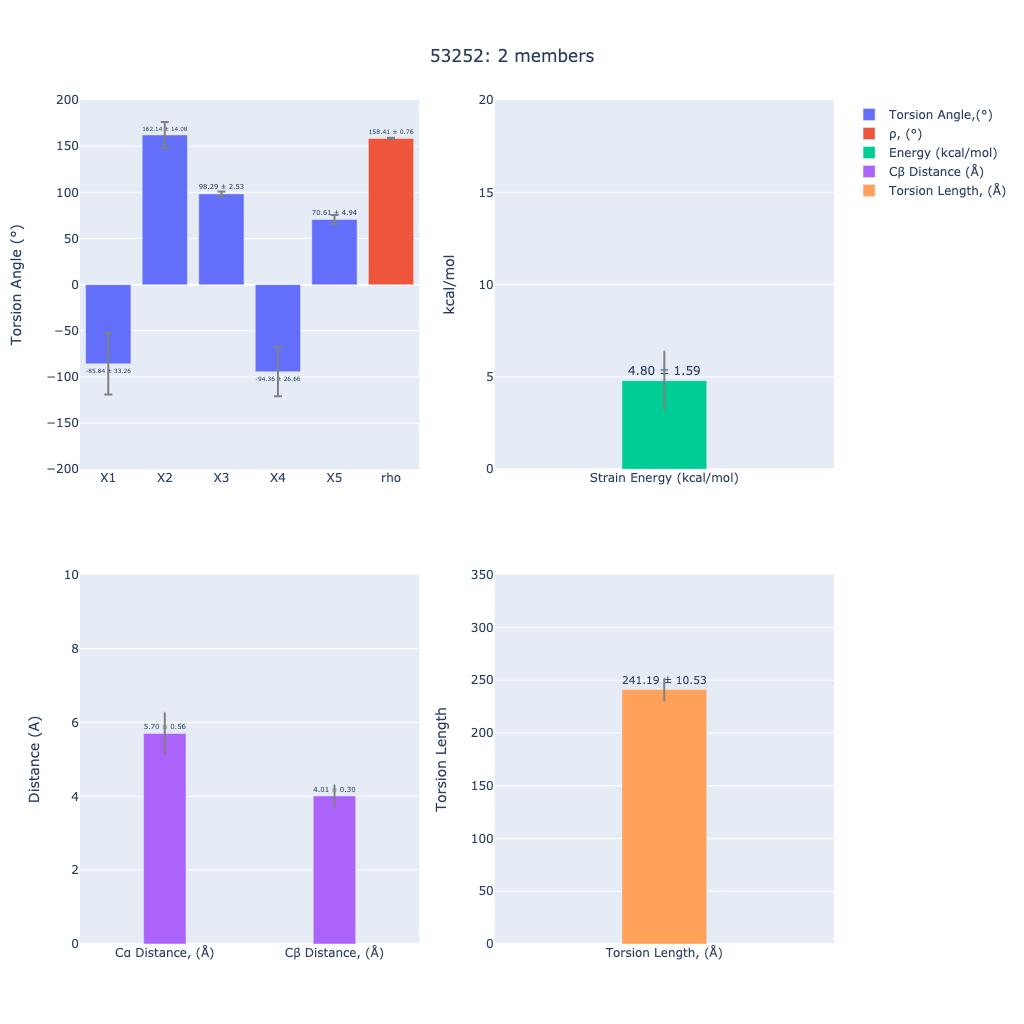 53252: 2 members
Torsion Angle (°)
200
150
100
50
0
−50
−100
−150
−200
-85.84 ± 33.26
162.14 ± 14.08
98.29 ± 2.53
-94.36 ± 26.66
70.61 ± 4.94
158.41 ± 0.76
X1
X2
X3
X4
X5
rho
kcal/mol
20
15
10
5
0
4.80 ± 1.59
Strain Energy (kcal/mol)
Torsion Angle,(°)
ρ, (°)
Energy (kcal/mol)
Cβ Distance (Å)
Torsion Length, (Å)
Distance (A)
10
8
6
4
2
0
5.70 ± 0.56
4.01 ± 0.30
Cα Distance, (Å)
Cβ Distance, (Å)
Torsion Length
350
300
250
200
150
100
50
0
241.19 ± 10.53
Torsion Length, (Å)